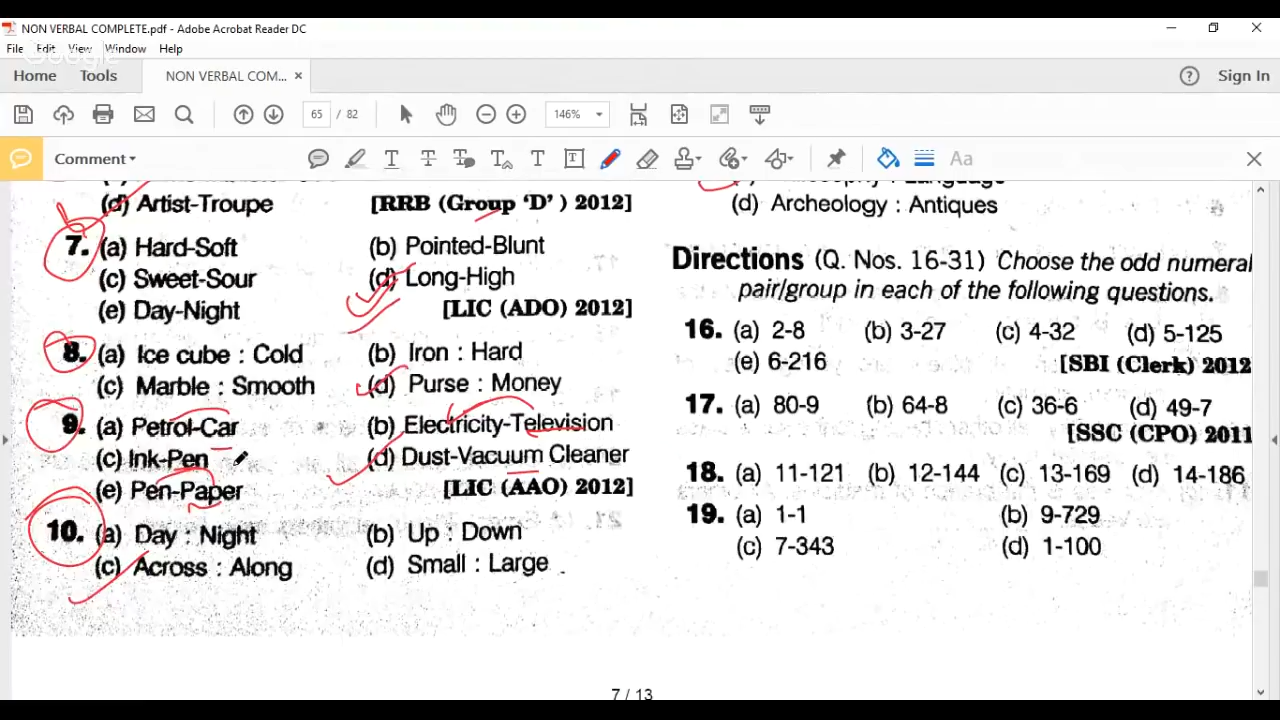 NON VERBAL COMPLETE.pdf - Adobe Acrobat Reader DC
File Edit View Window Help
Google
Home Tools NON VERBAL COM... × Sign In
65 / 82 146%
Comment
(d) Artist-Troupe [RRB (Group 'D' ) 2012]
7. (a) Hard-Soft (b) Pointed-Blunt
(c) Sweet-Sour (d) Long-High
(e) Day-Night [LIC (ADO) 2012]
8. (a) Ice cube : Cold (b) Iron : Hard
(c) Marble : Smooth (d) Purse : Money
9. (a) Petrol-Car (b) Electricity-Television
(c) Ink-Pen (d) Dust-Vacuum Cleaner
(e) Pen-Paper [LIC (AAO) 2012]
10. (a) Day : Night (b) Up : Down
(c) Across : Along (d) Small : Large
: Language
(d) Archeology : Antiques
Directions (Q. Nos. 16-31) Choose the odd numeral
pair/group in each of the following questions.
16. (a) 2-8 (b) 3-27 (c) 4-32 (d) 5-125
(e) 6-216 [SBI (Clerk) 2012
17. (a) 80-9 (b) 64-8 (c) 36-6 (d) 49-7
[SSC (CPO) 2011
18. (a) 11-121 (b) 12-144 (c) 13-169 (d) 14-186
19. (a) 1-1 (b) 9-729
(c) 7-343 (d) 1-100
7 / 13